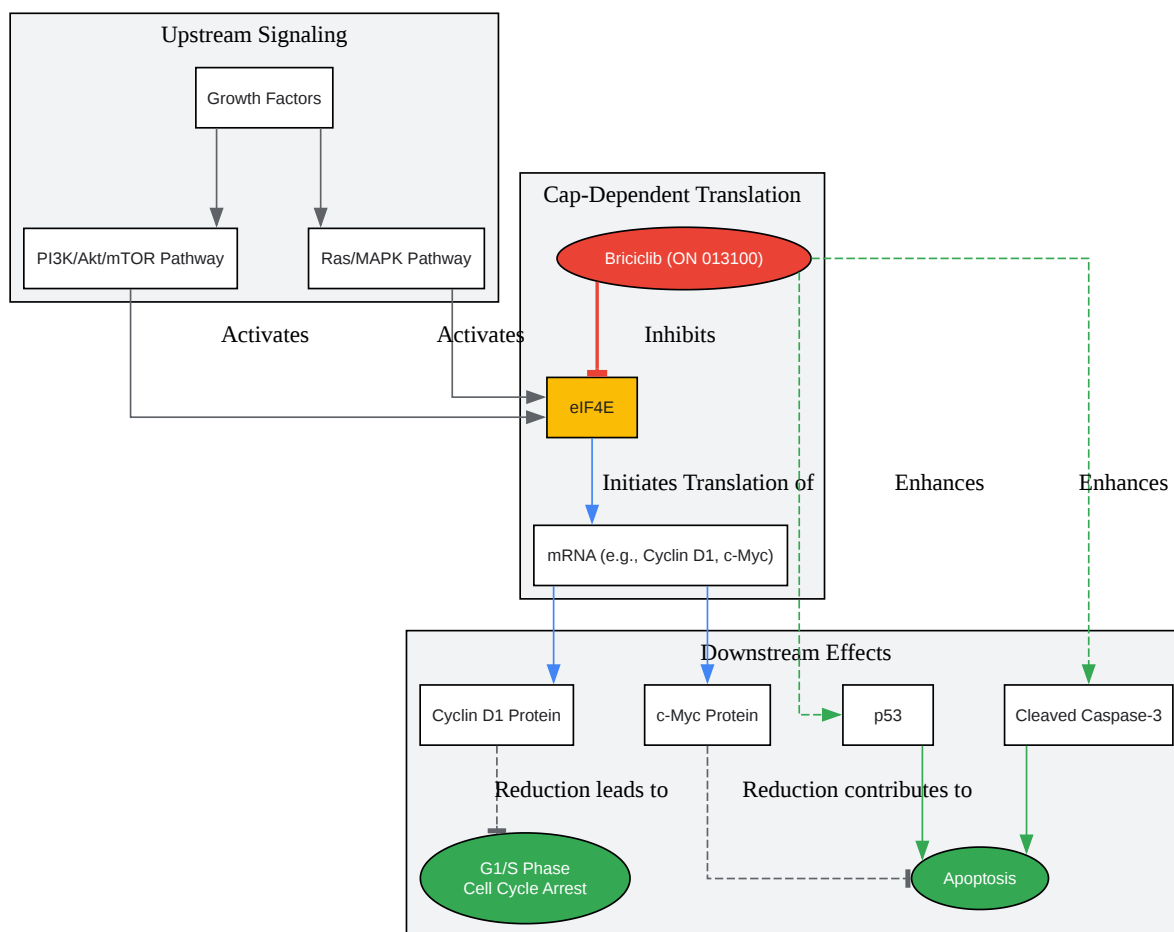 Upstream Signaling
Growth Factors
PI3K/Akt/mTOR Pathway
Ras/MAPK Pathway
Cap-Dependent Translation
Briciclib (ON 013100)
Activates
Activates
Inhibits
eIF4E
Initiates Translation of
Enhances
Enhances
mRNA (e.g., Cyclin D1, c-Myc)
Downstream Effects
Cyclin D1 Protein
c-Myc Protein
p53
Cleaved Caspase-3
Reduction leads to
Reduction contributes to
G1/S Phase
Cell Cycle Arrest
Apoptosis